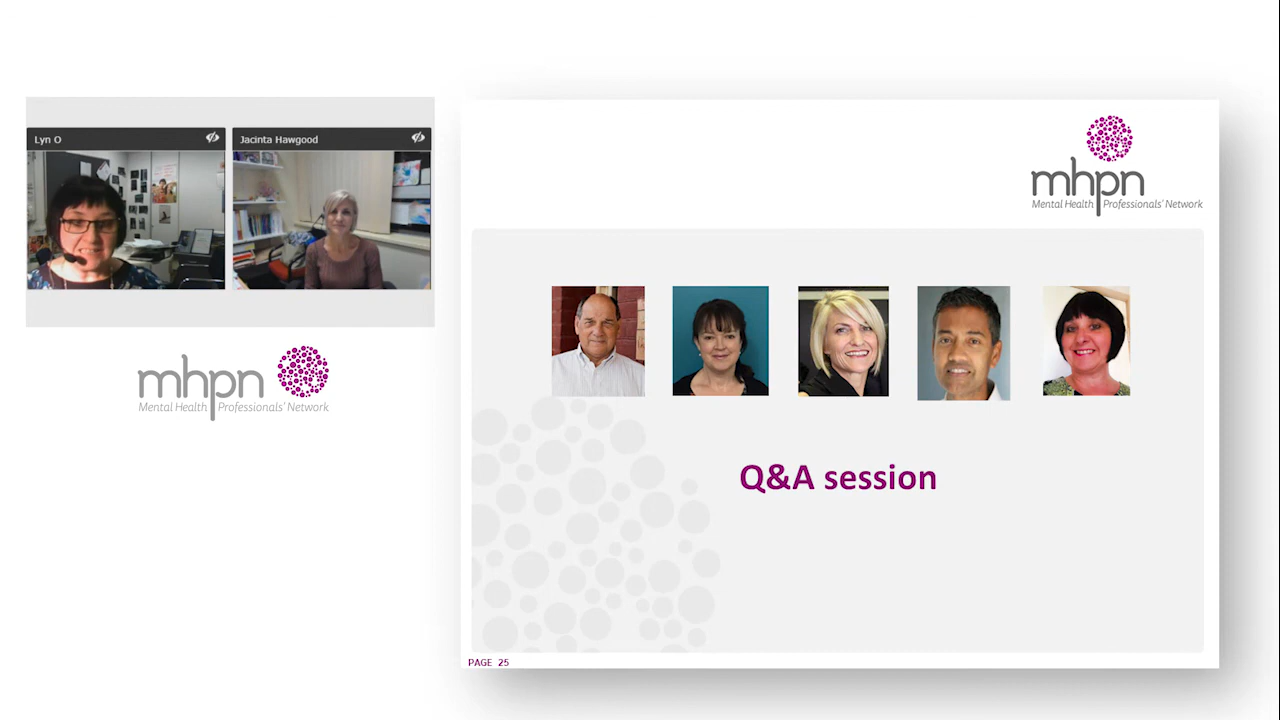 Lyn O
Jacinta Hawgood
mhpn
Mental Health Professionals' Network
mhpn
Mental Health Professionals' Network
Q&A session
PAGE 25